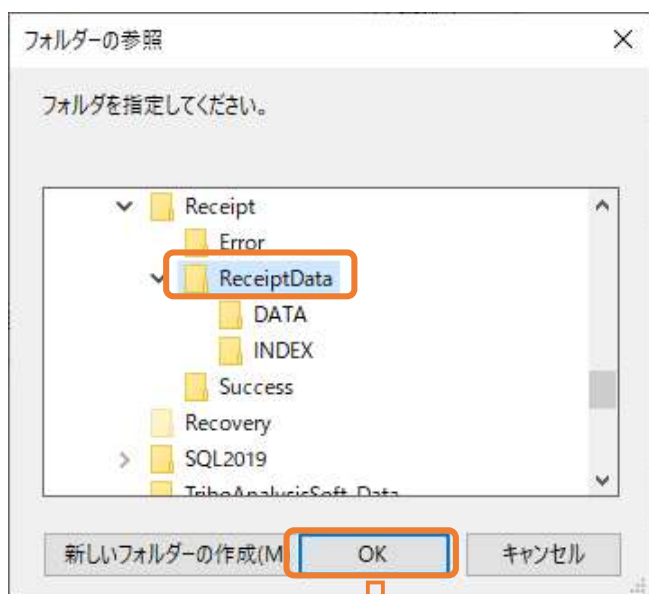 フォルダーの参照
フォルダを指定してください。
Receipt
Error
ReceiptData
DATA
INDEX
Success
Recovery
SQL2019
新しいフォルダーの作成(M OK キャンセル